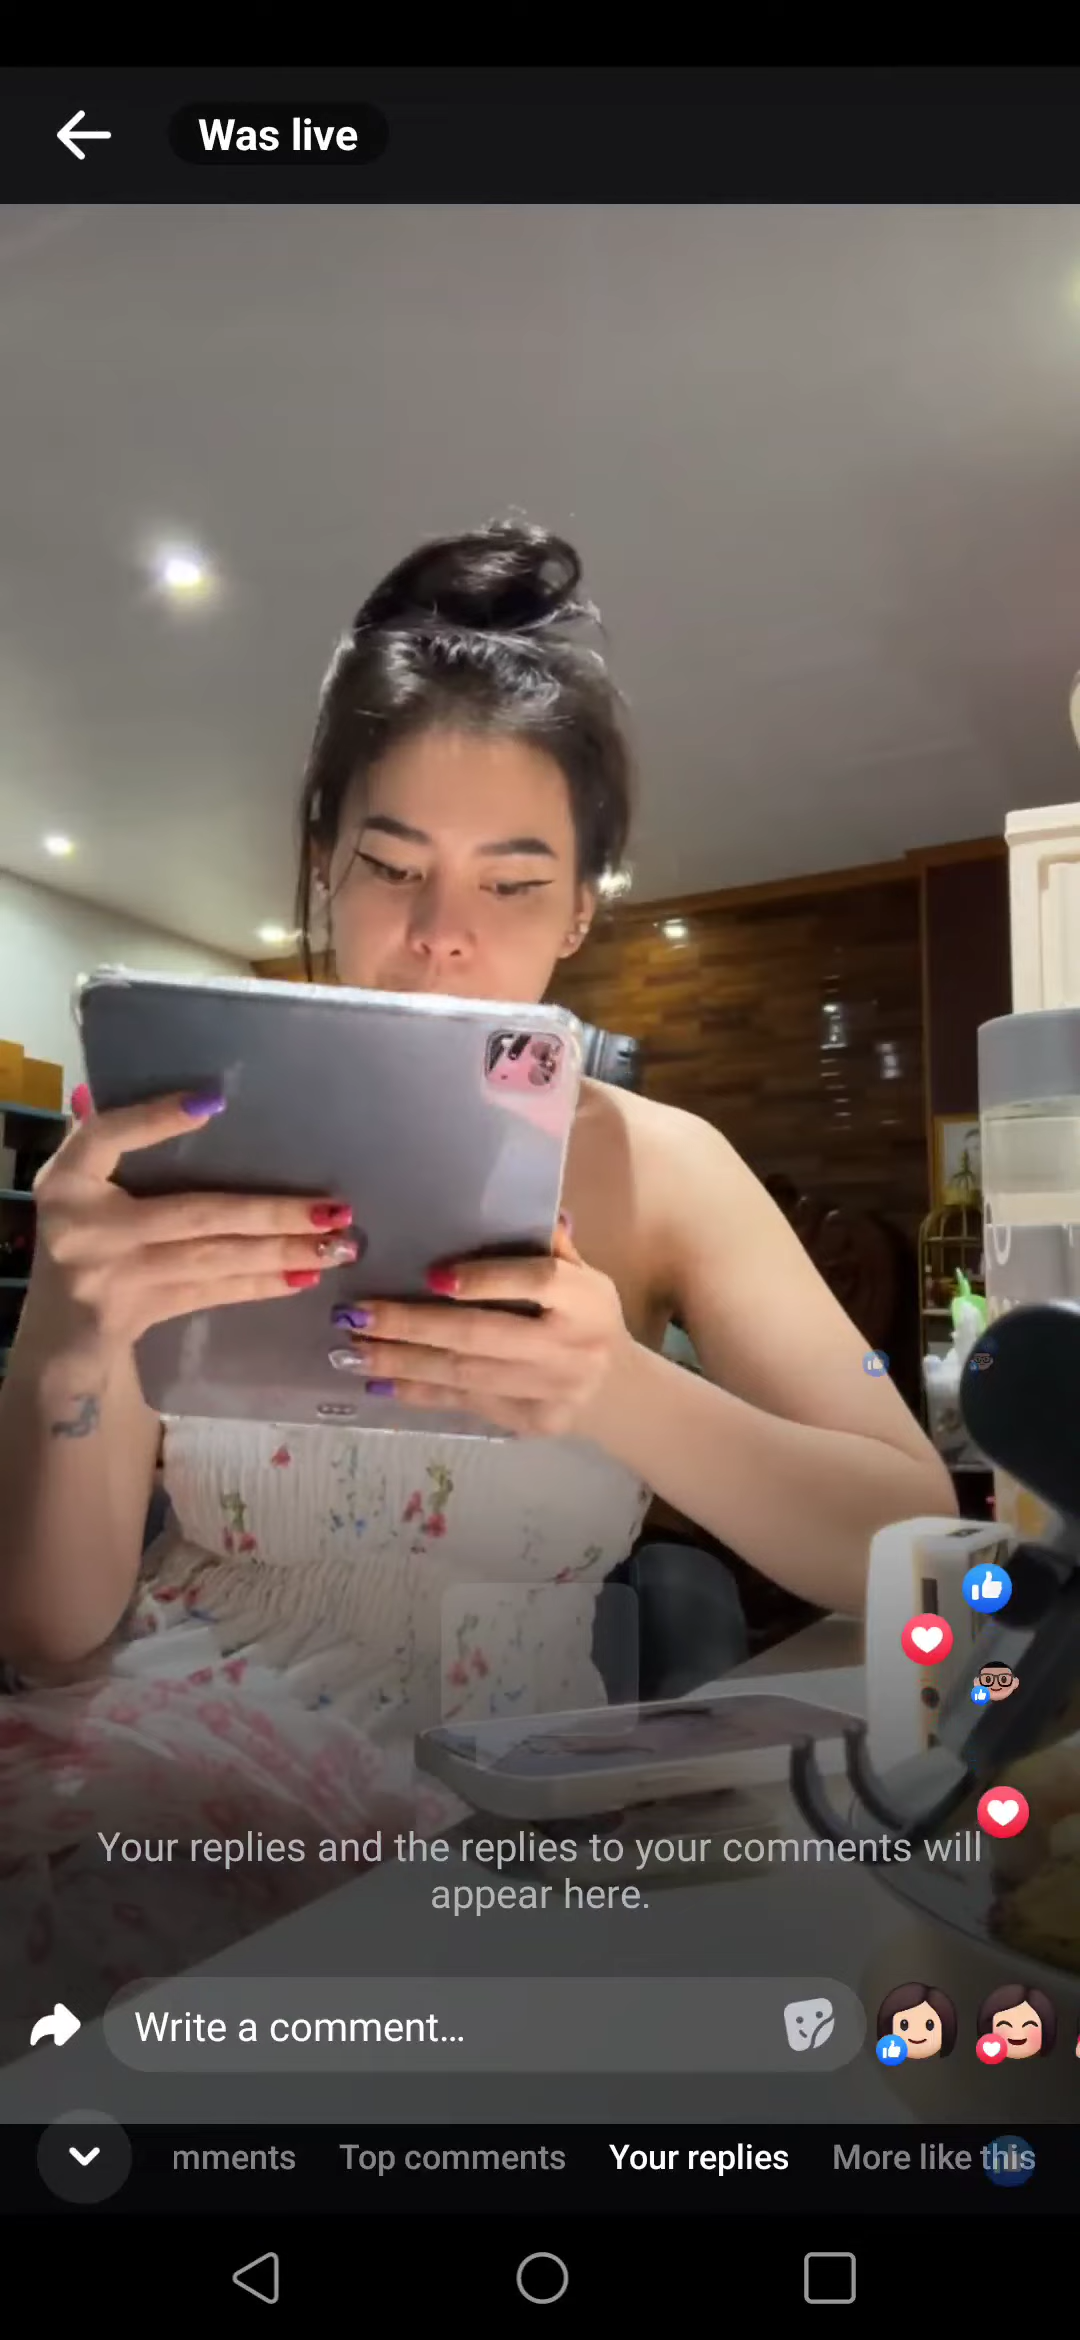 Was live
Your replies and the replies to your comments will
appear here.
Write a comment...
mments Top comments Your replies More like this